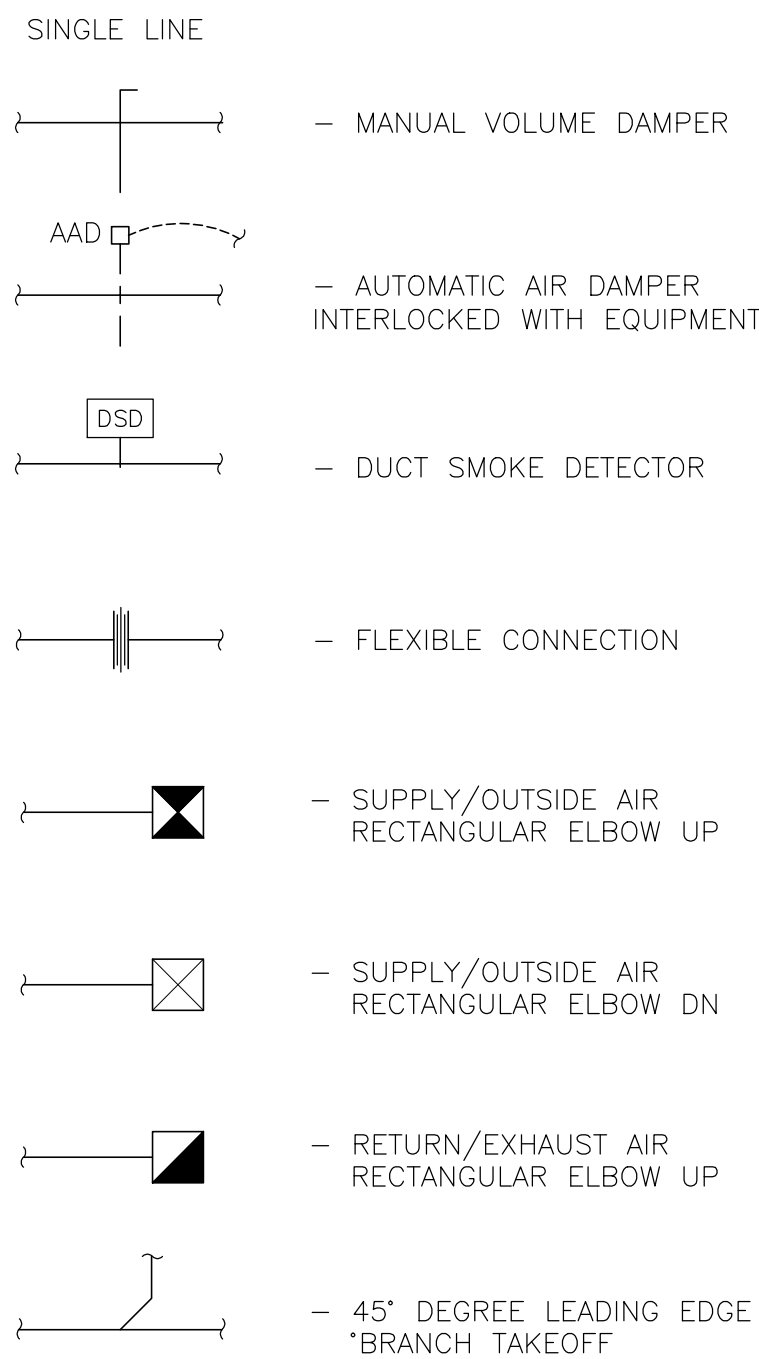 SINGLE LINE
- MANUAL VOLUME DAMPER
AAD
- AUTOMATIC AIR DAMPER
INTERLOCKED WITH EQUIPMENT
DSD
- DUCT SMOKE DETECTOR
- FLEXIBLE CONNECTION
- SUPPLY/OUTSIDE AIR
RECTANGULAR ELBOW UP
- SUPPLY/OUTSIDE AIR
RECTANGULAR ELBOW DN
- RETURN/EXHAUST AIR
RECTANGULAR ELBOW UP
- 45° DEGREE LEADING EDGE
°BRANCH TAKEOFF